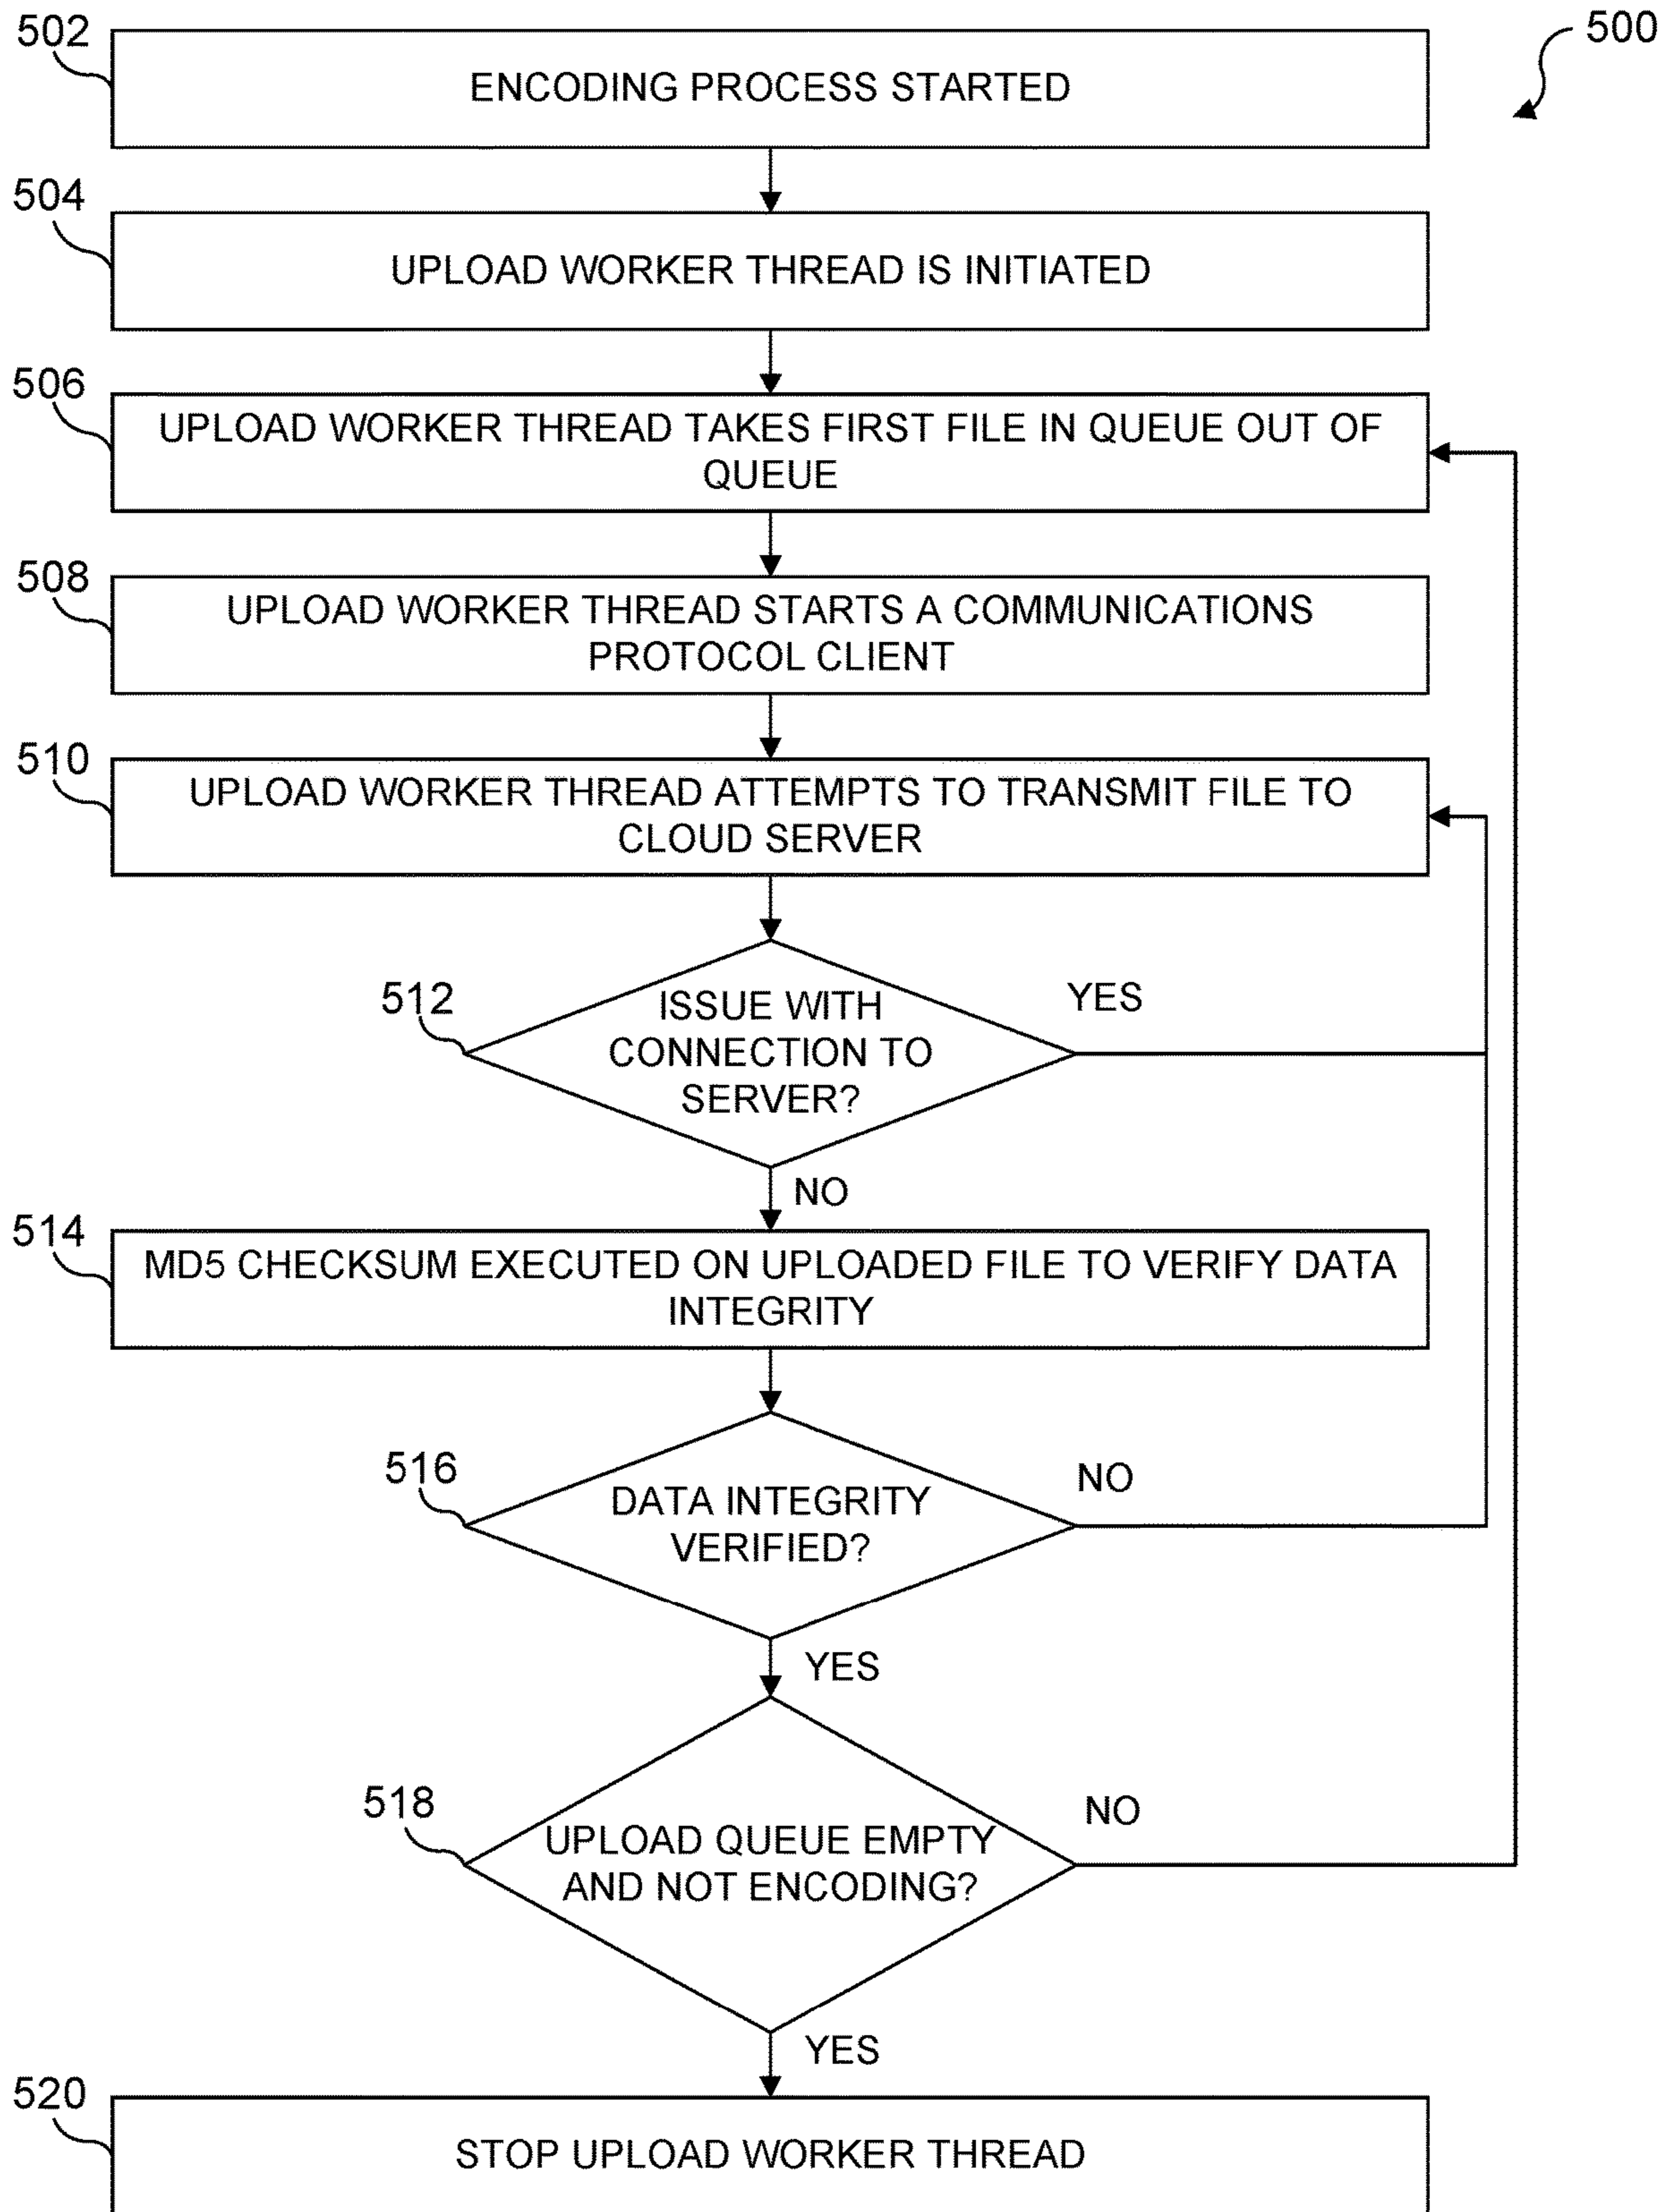 500
502
ENCODING PROCESS STARTED
504
UPLOAD WORKER THREAD IS INITIATED
506
UPLOAD WORKER THREAD TAKES FIRST FILE IN QUEUE OUT OF
QUEUE
508
UPLOAD WORKER THREAD STARTS A COMMUNICATIONS
PROTOCOL CLIENT
510
UPLOAD WORKER THREAD ATTEMPTS TO TRANSMIT FILE TO
CLOUD SERVER
512
ISSUE WITH
CONNECTION TO
SERVER?
YES
NO
514
MD5 CHECKSUM EXECUTED ON UPLOADED FILE TO VERIFY DATA
INTEGRITY
516
DATA INTEGRITY
VERIFIED?
NO
YES
518
UPLOAD QUEUE EMPTY
AND NOT ENCODING?
NO
YES
520
STOP UPLOAD WORKER THREAD